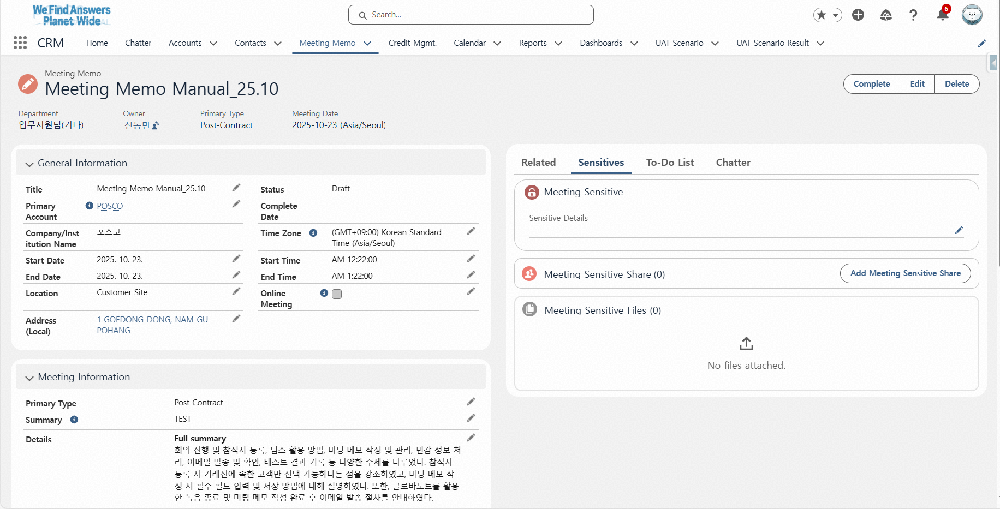 We Find Answers
Planet Wide
Search...
6
CRM
Home
Chatter
Accounts
Contacts
Meeting Memo
Credit Mgmt.
Calendar
Reports
Dashboards
UAT Scenario
UAT Scenario Result
Meeting Memo
Meeting Memo Manual_25.10
Complete
Edit
Delete
Department
업무지원팀(기타)
Owner
신동민
Primary Type
Post-Contract
Meeting Date
2025-10-23 (Asia/Seoul)
General Information
Title
Meeting Memo Manual_25.10
Status
Draft
Primary
Account
POSCO
Complete
Date
Company/Inst
itution Name
포스코
Time Zone
(GMT+09:00) Korean Standard
Time (Asia/Seoul)
Start Date
2025. 10. 23.
Start Time
AM 12:22:00
End Date
2025. 10. 23.
End Time
AM 1:22:00
Location
Customer Site
Online
Meeting
Address
(Local)
1 GOEDONG-DONG, NAM-GU
POHANG
Meeting Information
Primary Type
Post-Contract
Summary
TEST
Details
Full summary
회의 진행 및 참석자 등록, 팀즈 활용 방법, 미팅 메모 작성 및 관리, 민감 정보 처
리, 이메일 발송 및 확인, 테스트 결과 기록 등 다양한 주제를 다루었다. 참석자
등록 시 거래선에 속한 고객만 선택 가능하다는 점을 강조하였고, 미팅 메모 작
성 시 필수 필드 입력 및 저장 방법에 대해 설명하였다. 또한, 클로바노트를 활용
한 녹음 종료 및 미팅 메모 작성 완료 후 이메일 발송 절차를 안내하였다.
Related
Sensitives
To-Do List
Chatter
Meeting Sensitive
Sensitive Details
Meeting Sensitive Share (0)
Add Meeting Sensitive Share
Meeting Sensitive Files (0)
No files attached.